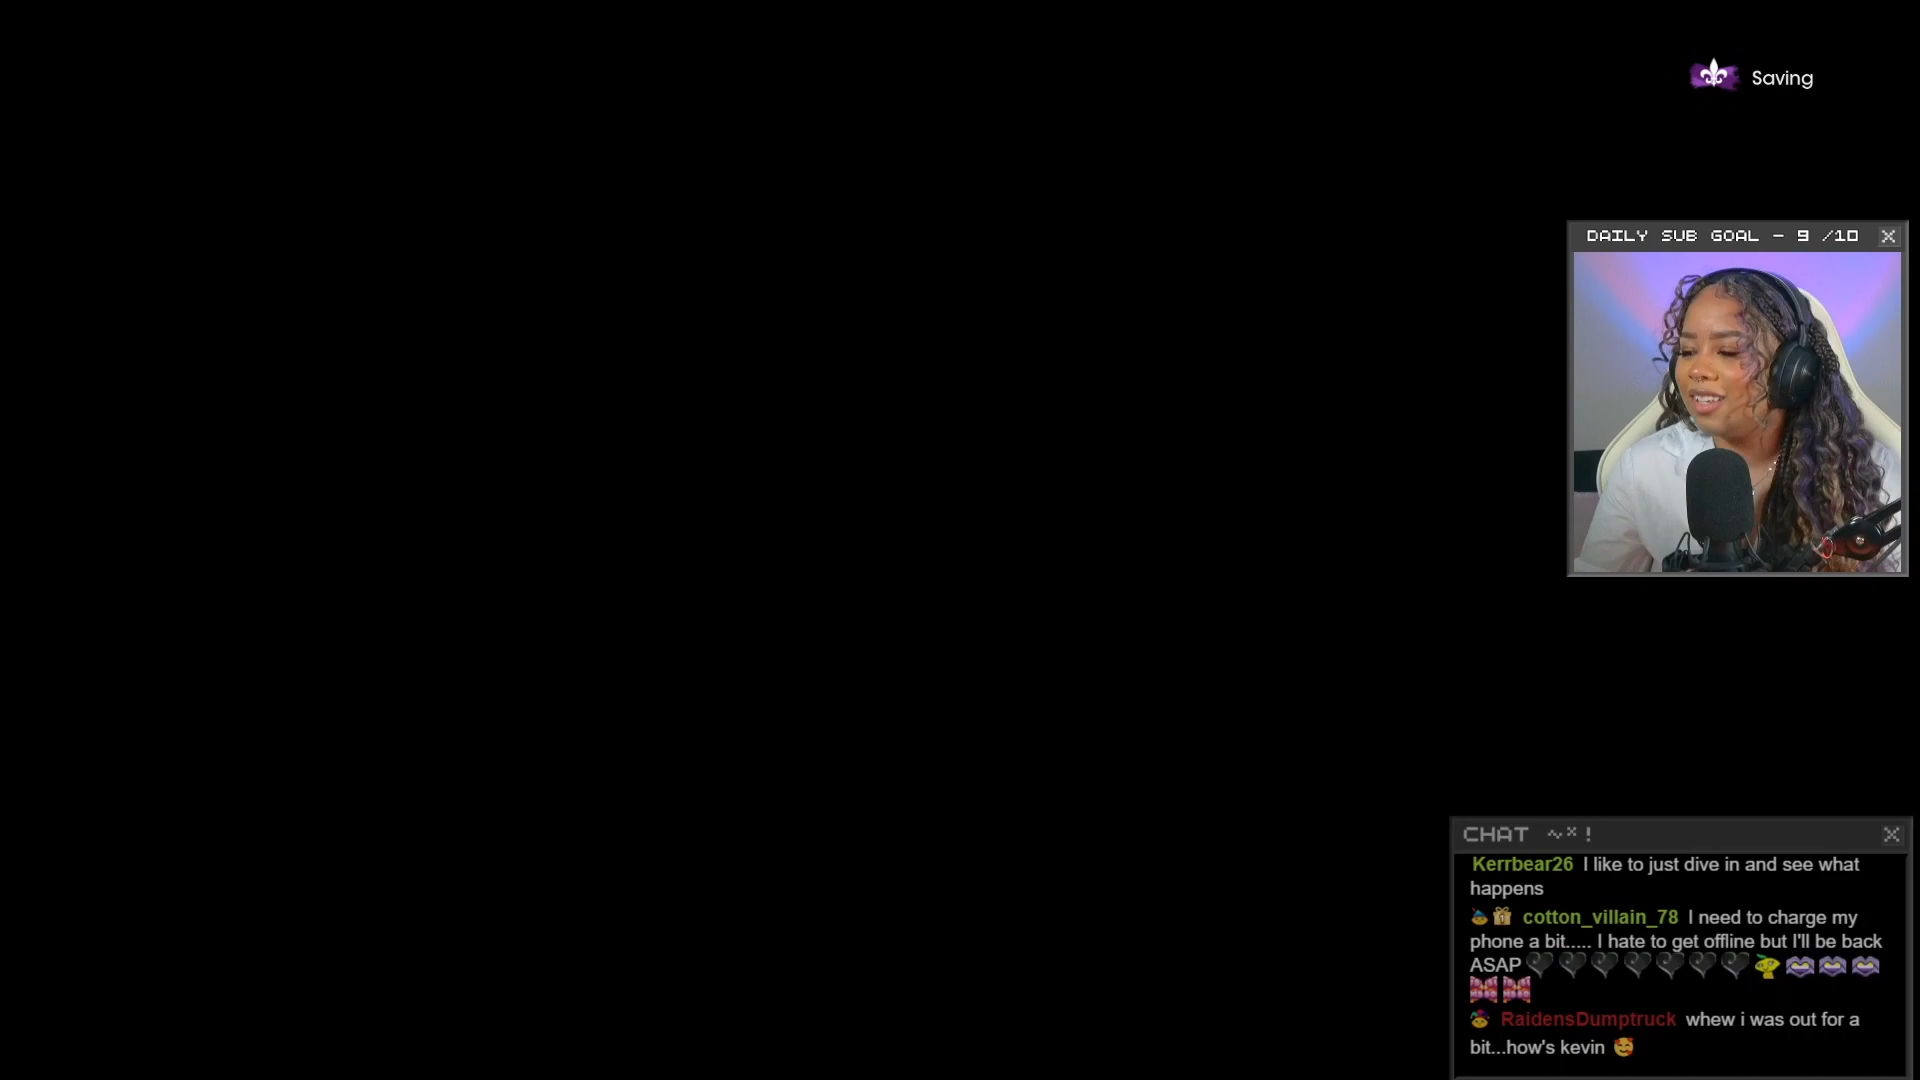 Saving
DAILY SUB GOAL - 9 /10
CHAT ~× !
Kerrbear26 I like to just dive in and see what
happens
cotton_villain_78 I need to charge my
phone a bit..... I hate to get offline but I'll be back
ASAP
RaidensDumptruck whew i was out for a
bit...how's kevin